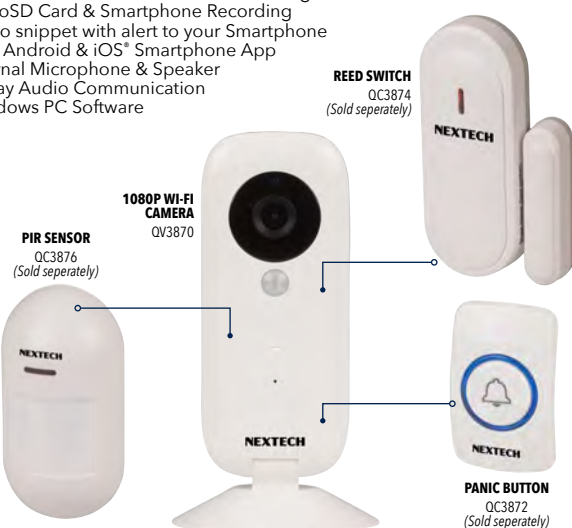 oSD Card & Smartphone Recording
o snippet with alert to your Smartphone
Android & iOS® Smartphone App
rnal Microphone & Speaker
ay Audio Communication
dows PC Software
REED SWITCH
QC3874
(Sold seperately)
NEXTECH
1080P WI-FI
CAMERA
QV3870
PIR SENSOR
QC3876
(Sold seperately)
NEXTECH
NEXTECH
NEXTECH
PANIC BUTTON
QC3872
(Sold seperately)